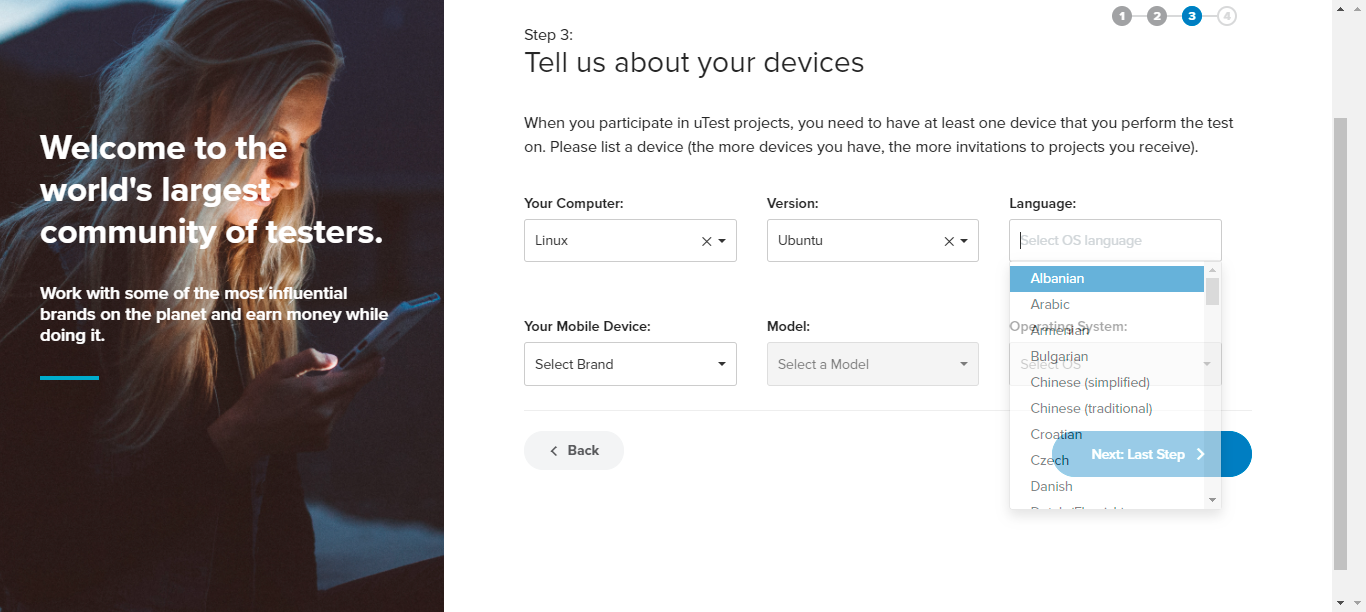 Welcome to the
world's largest
community of testers.
Work with some of the most influential
brands on the planet and earn money while
doing it.
1 2 3 4
Step 3:
Tell us about your devices
When you participate in uTest projects, you need to have at least one device that you perform the test
on. Please list a device (the more devices you have, the more invitations to projects you receive).
Your Computer: Version: Language:
Linux Ubuntu Select OS language
Albanian
Arabic
Your Mobile Device: Model: Operating System:
Armenian
Bulgarian
Select Brand Select a Model Select OS
Chinese (simplified)
Chinese (traditional)
Croatian
Back Next: Last Step
Czech
Danish